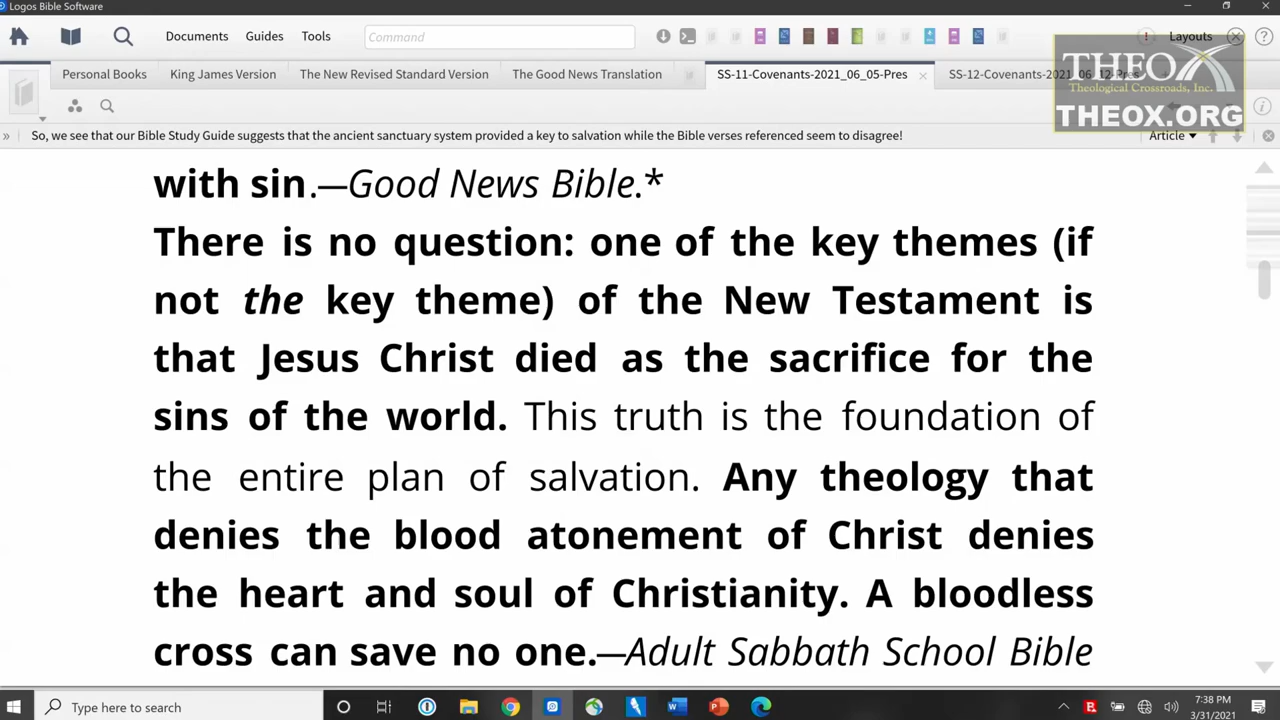 Logos Bible Software
Documents Guides Tools Command Layouts
Personal Books King James Version The New Revised Standard Version The Good News Translation SS-11-Covenants-2021_06_05-Pres SS-12-Covenants-2021_06_12-Pres
THEOX
Theological Crossroads, Inc.
THEOX.ORG
So, we see that our Bible Study Guide suggests that the ancient sanctuary system provided a key to salvation while the Bible verses referenced seem to disagree! Article
with sin.—Good News Bible.*
There is no question: one of the key themes (if
not the key theme) of the New Testament is
that Jesus Christ died as the sacrifice for the
sins of the world. This truth is the foundation of
the entire plan of salvation. Any theology that
denies the blood atonement of Christ denies
the heart and soul of Christianity. A bloodless
cross can save no one.—Adult Sabbath School Bible
Type here to search
7:38 PM
3/31/2021